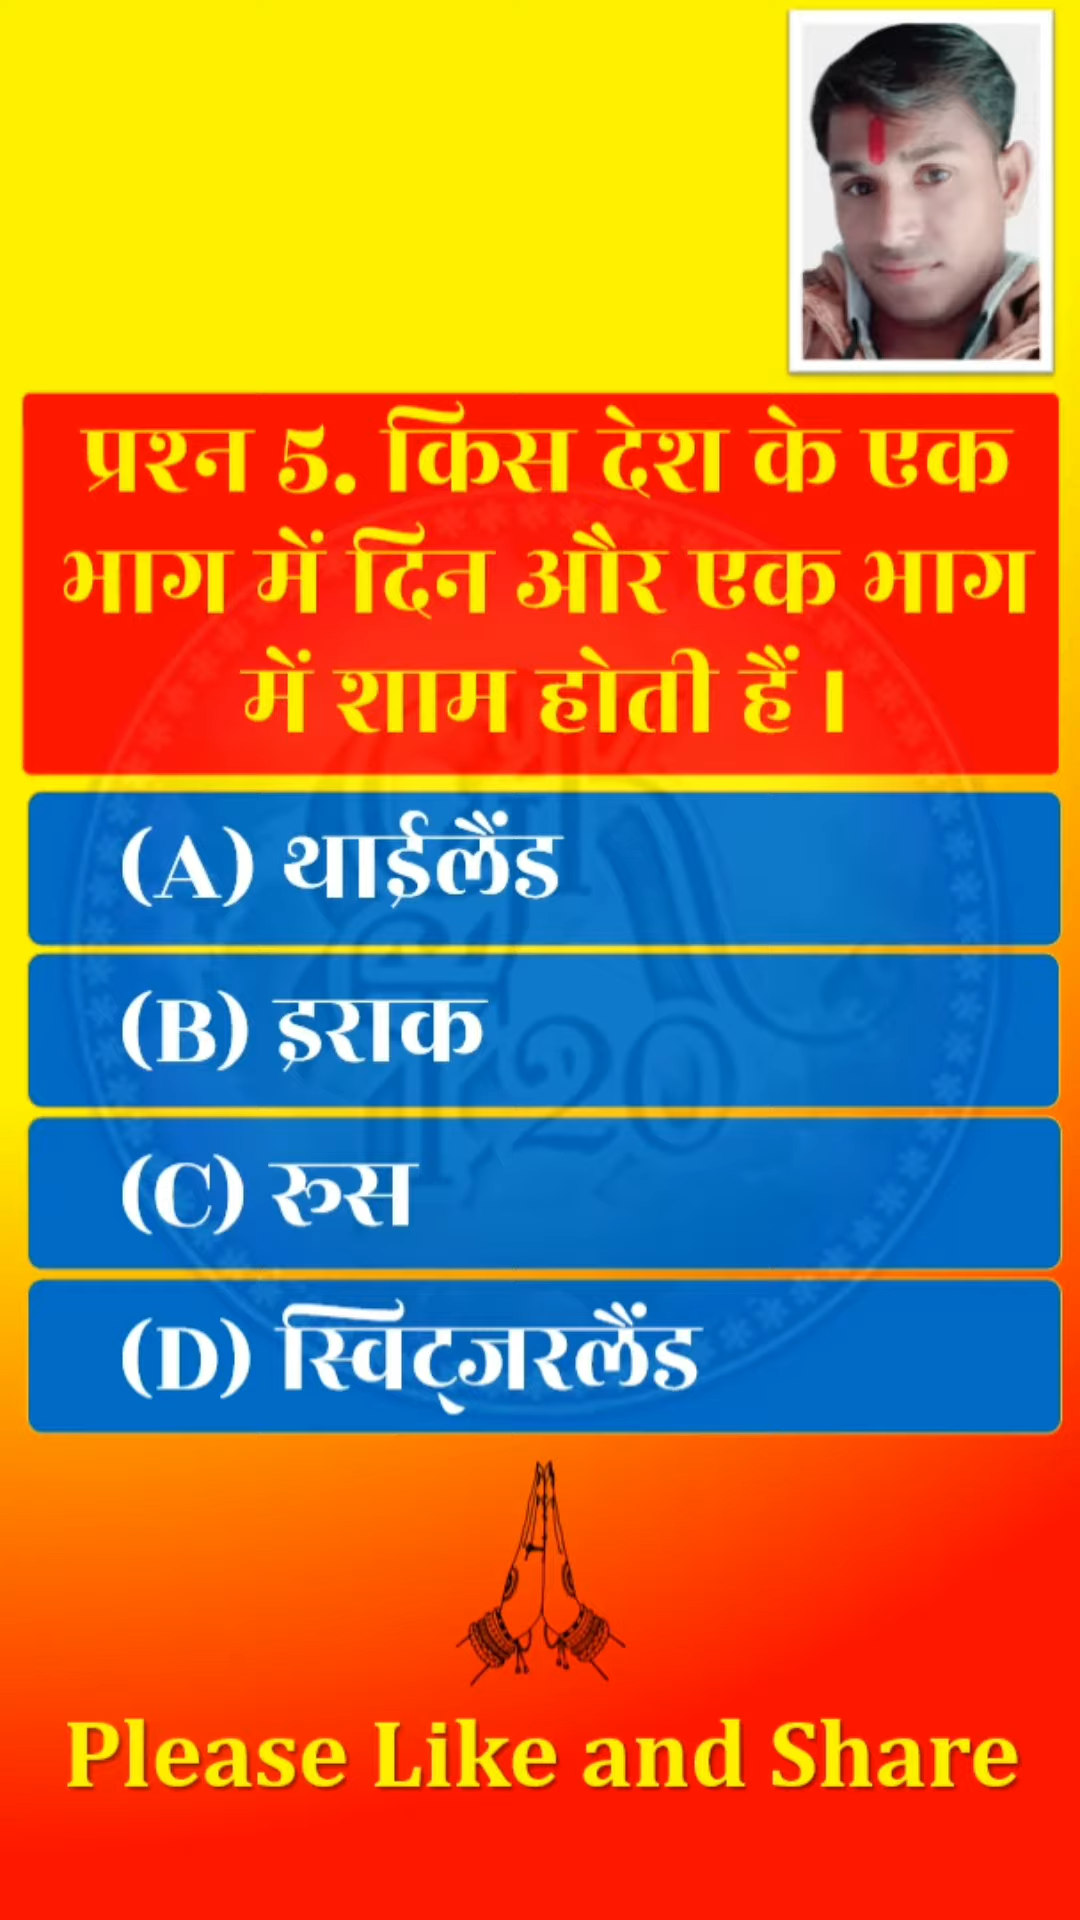 प्रश्न 5. किस देश के एक
भाग में दिन और एक भाग
में शाम होती हैं।
(A) थाईलैंड
(B) इराक
(C) रूस
(D) स्विट्जरलैंड
Please Like and Share